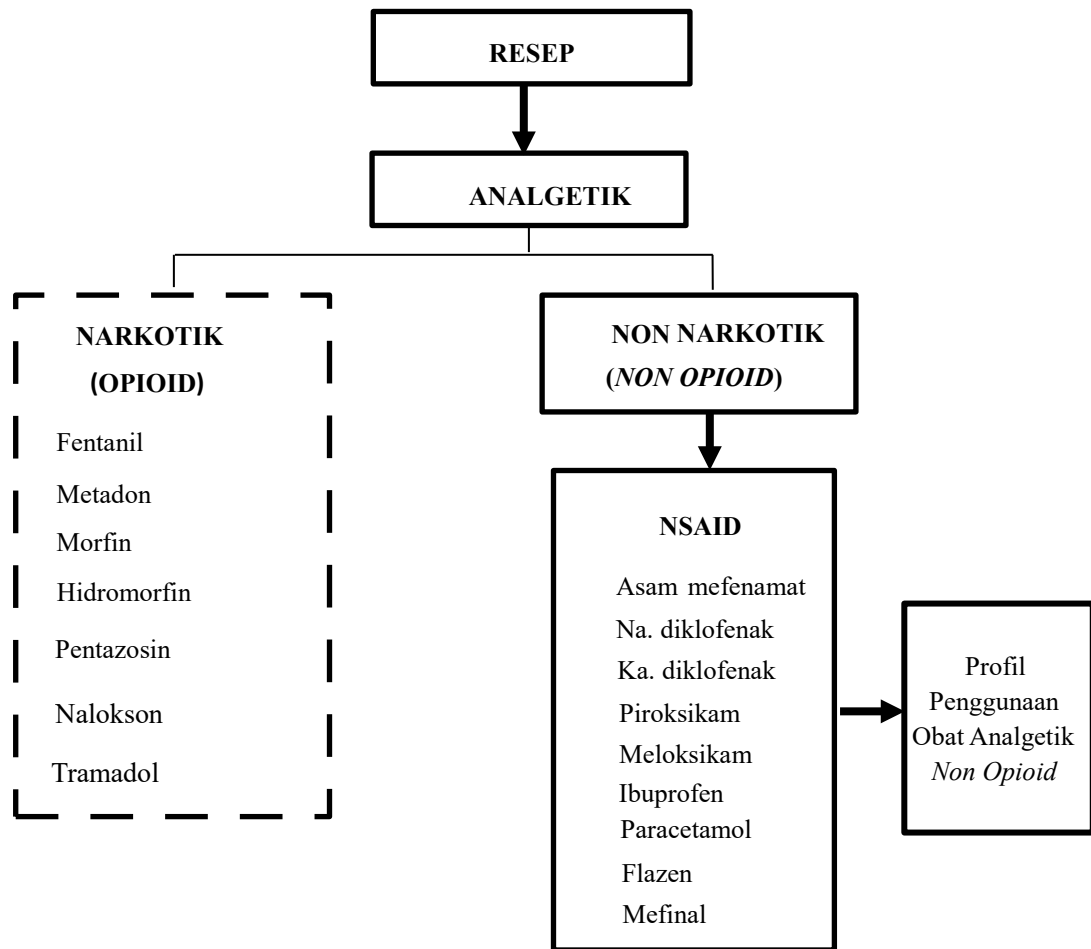 RESEP
ANALGETIK
NARKOTIK
(OPIOID)
Fentanil
Metadon
Morfin
Hidromorfin
Pentazosin
Nalokson
Tramadol
NON NARKOTIK
(NON OPIOID)
NSAID
Asam mefenamat
Na. diklofenak
Ka. diklofenak
Piroksikam
Meloksikam
Ibuprofen
Paracetamol
Flazen
Mefinal
Profil
Penggunaan
Obat Analgetik
Non Opioid